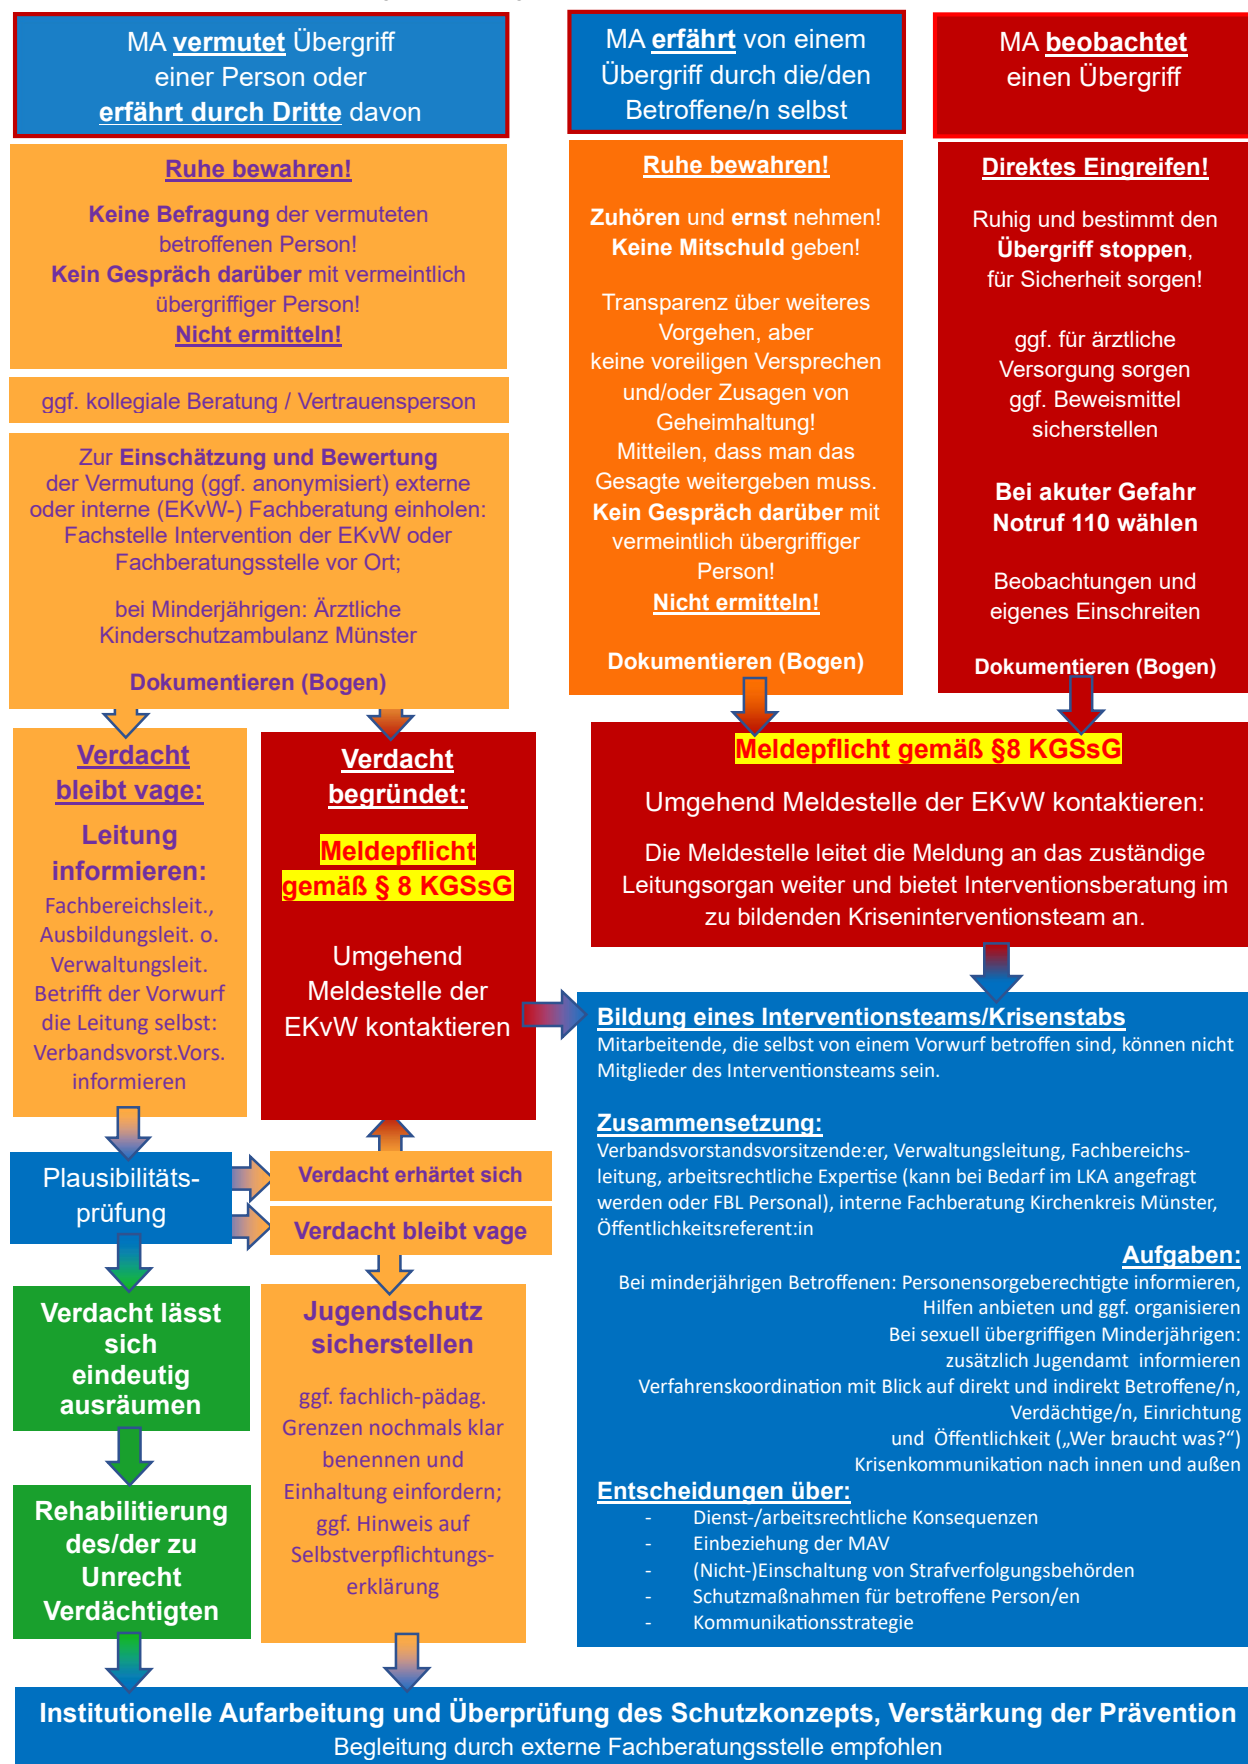 MA vermutet Übergriff
einer Person oder
erfährt durch Dritte davon
Ruhe bewahren!
Keine Befragung der vermuteten
betroffenen Person!
Kein Gespräch darüber mit vermeintlich
übergriffiger Person!
Nicht ermitteln!
ggf. kollegiale Beratung / Vertrauensperson
Zur Einschätzung und Bewertung
der Vermutung (ggf. anonymisiert) externe
oder interne (EKvW-) Fachberatung einholen:
Fachstelle Intervention der EKvW oder
Fachberatungsstelle vor Ort;
bei Minderjährigen: Ärztliche
Kinderschutzambulanz Münster
Dokumentieren (Bogen)
MA erfährt von einem
Übergriff durch die/den
Betroffene/n selbst
Ruhe bewahren!
Zuhören und ernst nehmen!
Keine Mitschuld geben!
Transparenz über weiteres
Vorgehen, aber
keine voreiligen Versprechen
und/oder Zusagen von
Geheimhaltung!
Mitteilen, dass man das
Gesagte weitergeben muss.
Kein Gespräch darüber mit
vermeintlich übergriffiger
Person!
Nicht ermitteln!
Dokumentieren (Bogen)
MA beobachtet
einen Übergriff
Direktes Eingreifen!
Ruhig und bestimmt den
Übergriff stoppen,
für Sicherheit sorgen!
ggf. für ärztliche
Versorgung sorgen
ggf. Beweismittel
sicherstellen
Bei akuter Gefahr
Notruf 110 wählen
Beobachtungen und
eigenes Einschreiten
Dokumentieren (Bogen)
Verdacht
bleibt vage:
Leitung
informieren:
Fachbereichsleit.,
Ausbildungsleit. o.
Verwaltungsleit.
Betrifft der Vorwurf
die Leitung selbst:
Verbandsvorst.Vors.
informieren
Verdacht
begründet:
Meldepflicht
gemäß § 8 KGSsG
Umgehend
Meldestelle der
EKvW kontaktieren
Meldepflicht gemäß §8 KGSsG
Umgehend Meldestelle der EKvW kontaktieren:
Die Meldestelle leitet die Meldung an das zuständige
Leitungsorgan weiter und bietet Interventionsberatung im
zu bildenden Kriseninterventionsteam an.
Plausibilitäts-
prüfung
Verdacht erhärtet sich
Verdacht bleibt vage
Verdacht lässt
sich
eindeutig
ausräumen
Rehabilitierung
des/der zu
Unrecht
Verdächtigten
Jugendschutz
sicherstellen
ggf. fachlich-pädag.
Grenzen nochmals klar
benennen und
Einhaltung einfordern;
ggf. Hinweis auf
Selbstverpflichtungs-
erklärung
Bildung eines Interventionsteams/Krisenstabs
Mitarbeitende, die selbst von einem Vorwurf betroffen sind, können nicht
Mitglieder des Interventionsteams sein.
Zusammensetzung:
Verbandsvorstandsvorsitzende:er, Verwaltungsleitung, Fachbereichs-
leitung, arbeitsrechtliche Expertise (kann bei Bedarf im LKA angefragt
werden oder FBL Personal), interne Fachberatung Kirchenkreis Münster,
Öffentlichkeitsreferent:in
Aufgaben:
Bei minderjährigen Betroffenen: Personensorgeberechtigte informieren,
Hilfen anbieten und ggf. organisieren
Bei sexuell übergriffigen Minderjährigen:
zusätzlich Jugendamt informieren
Verfahrenskoordination mit Blick auf direkt und indirekt Betroffene/n,
Verdächtige/n, Einrichtung
und Öffentlichkeit („Wer braucht was?“)
Krisenkommunikation nach innen und außen
Entscheidungen über:
- Dienst-/arbeitsrechtliche Konsequenzen
- Einbeziehung der MAV
- (Nicht-)Einschaltung von Strafverfolgungsbehörden
- Schutzmaßnahmen für betroffene Person/en
- Kommunikationsstrategie
Institutionelle Aufarbeitung und Überprüfung des Schutzkonzepts, Verstärkung der Prävention
Begleitung durch externe Fachberatungsstelle empfohlen